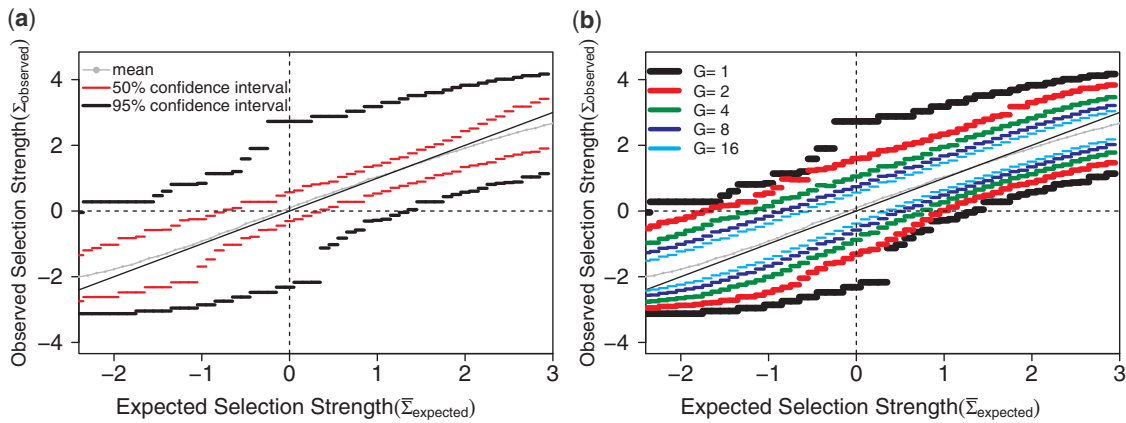 (a)
Observed Selection Strength(Σobserved)
4
2
0
−2
−4
mean
50% confidence interval
95% confidence interval
−2 −1 0 1 2 3
Expected Selection Strength(Σ̅expected)
(b)
Observed Selection Strength(Σobserved)
4
2
0
−2
−4
G= 1
G= 2
G= 4
G= 8
G= 16
−2 −1 0 1 2 3
Expected Selection Strength(Σ̅expected)